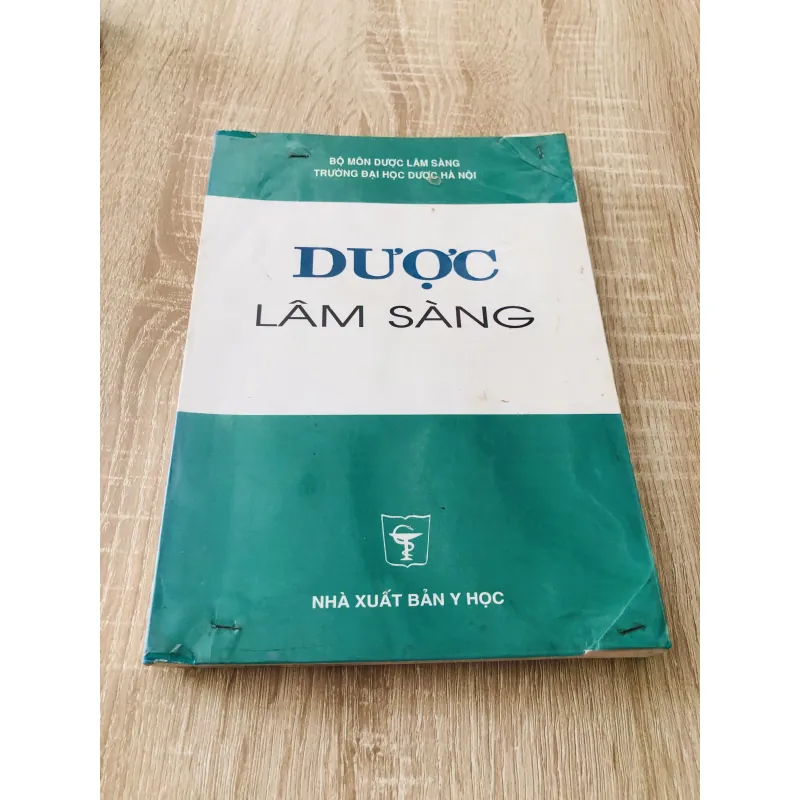 BỘ MÔN DƯỢC LÂM SÀNG
TRƯỜNG ĐẠI HỌC DƯỢC HÀ NỘI
DƯỢC
LÂM SÀNG
NHÀ XUẤT BẢN Y HỌC